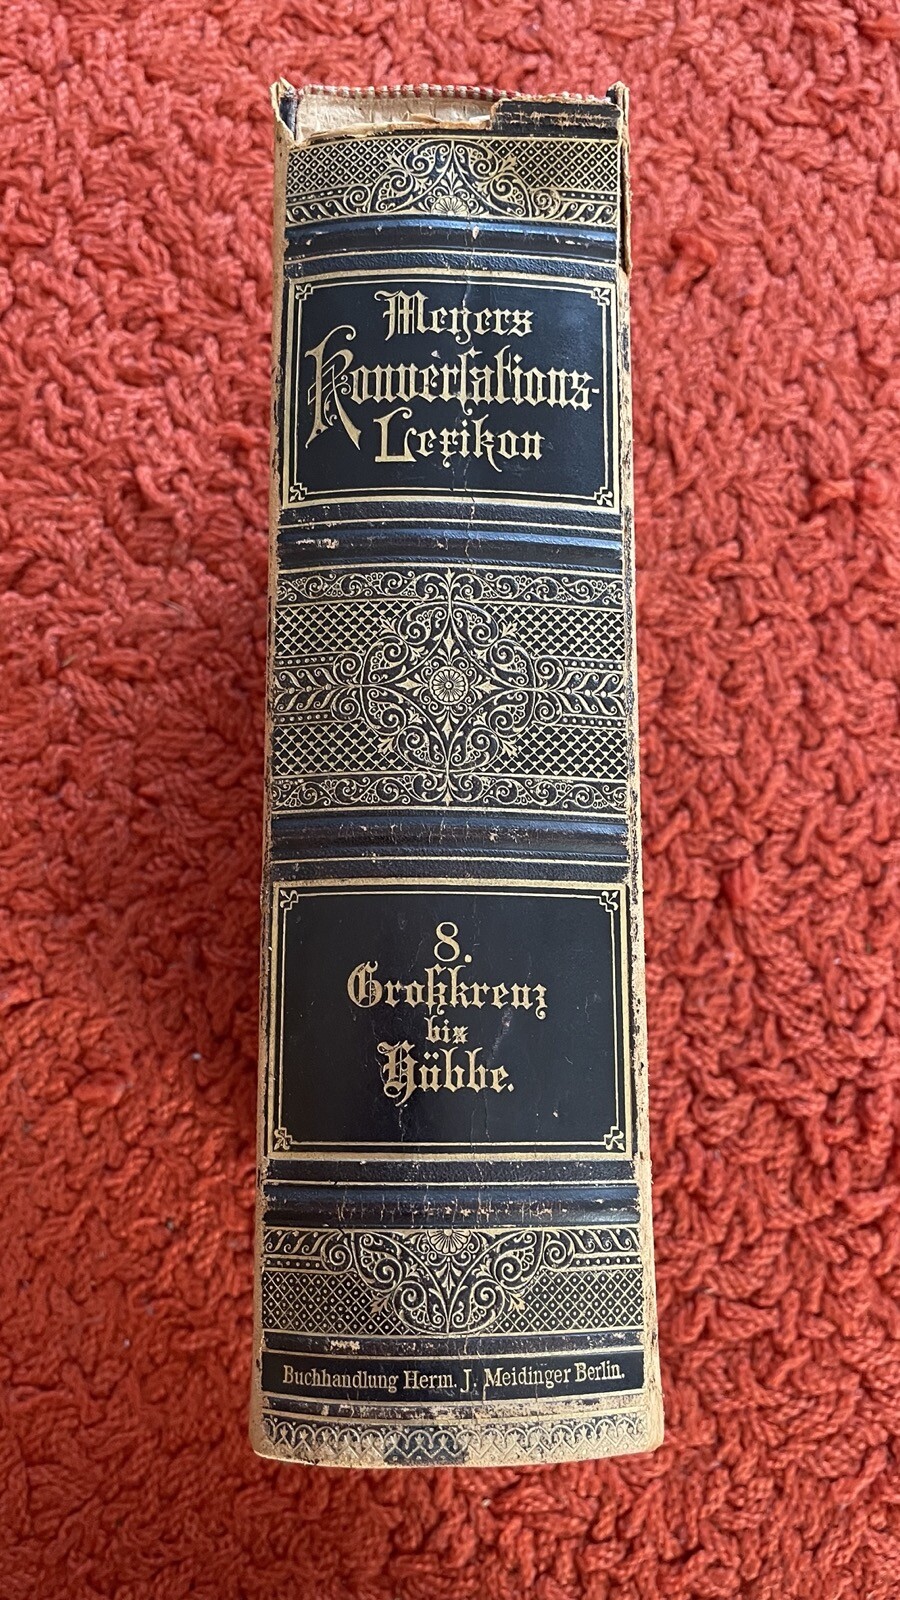 Meyers
Konversations-
Lexikon
8.
Großkreuz
bis
Hübbe.
Buchhandlung Herm. J. Meidinger Berlin.